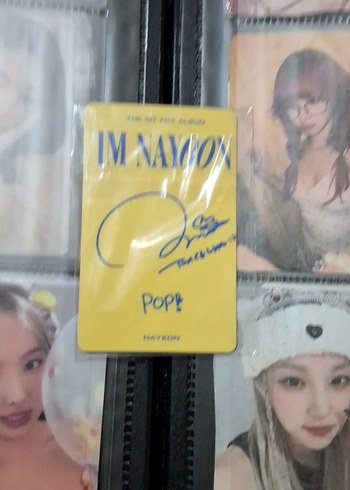 THE 1ST MINI ALBUM
IM NAYEON
POP!
NAYEON